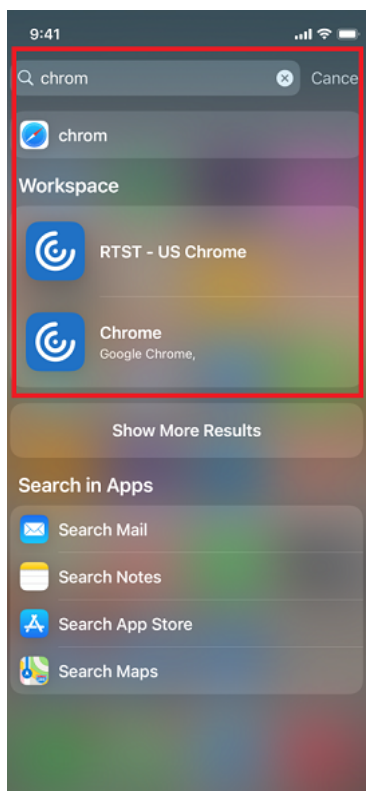 9:41
chrom
Cance
chrom
Workspace
RTST - US Chrome
Chrome
Google Chrome,
Show More Results
Search in Apps
Search Mail
Search Notes
Search App Store
Search Maps